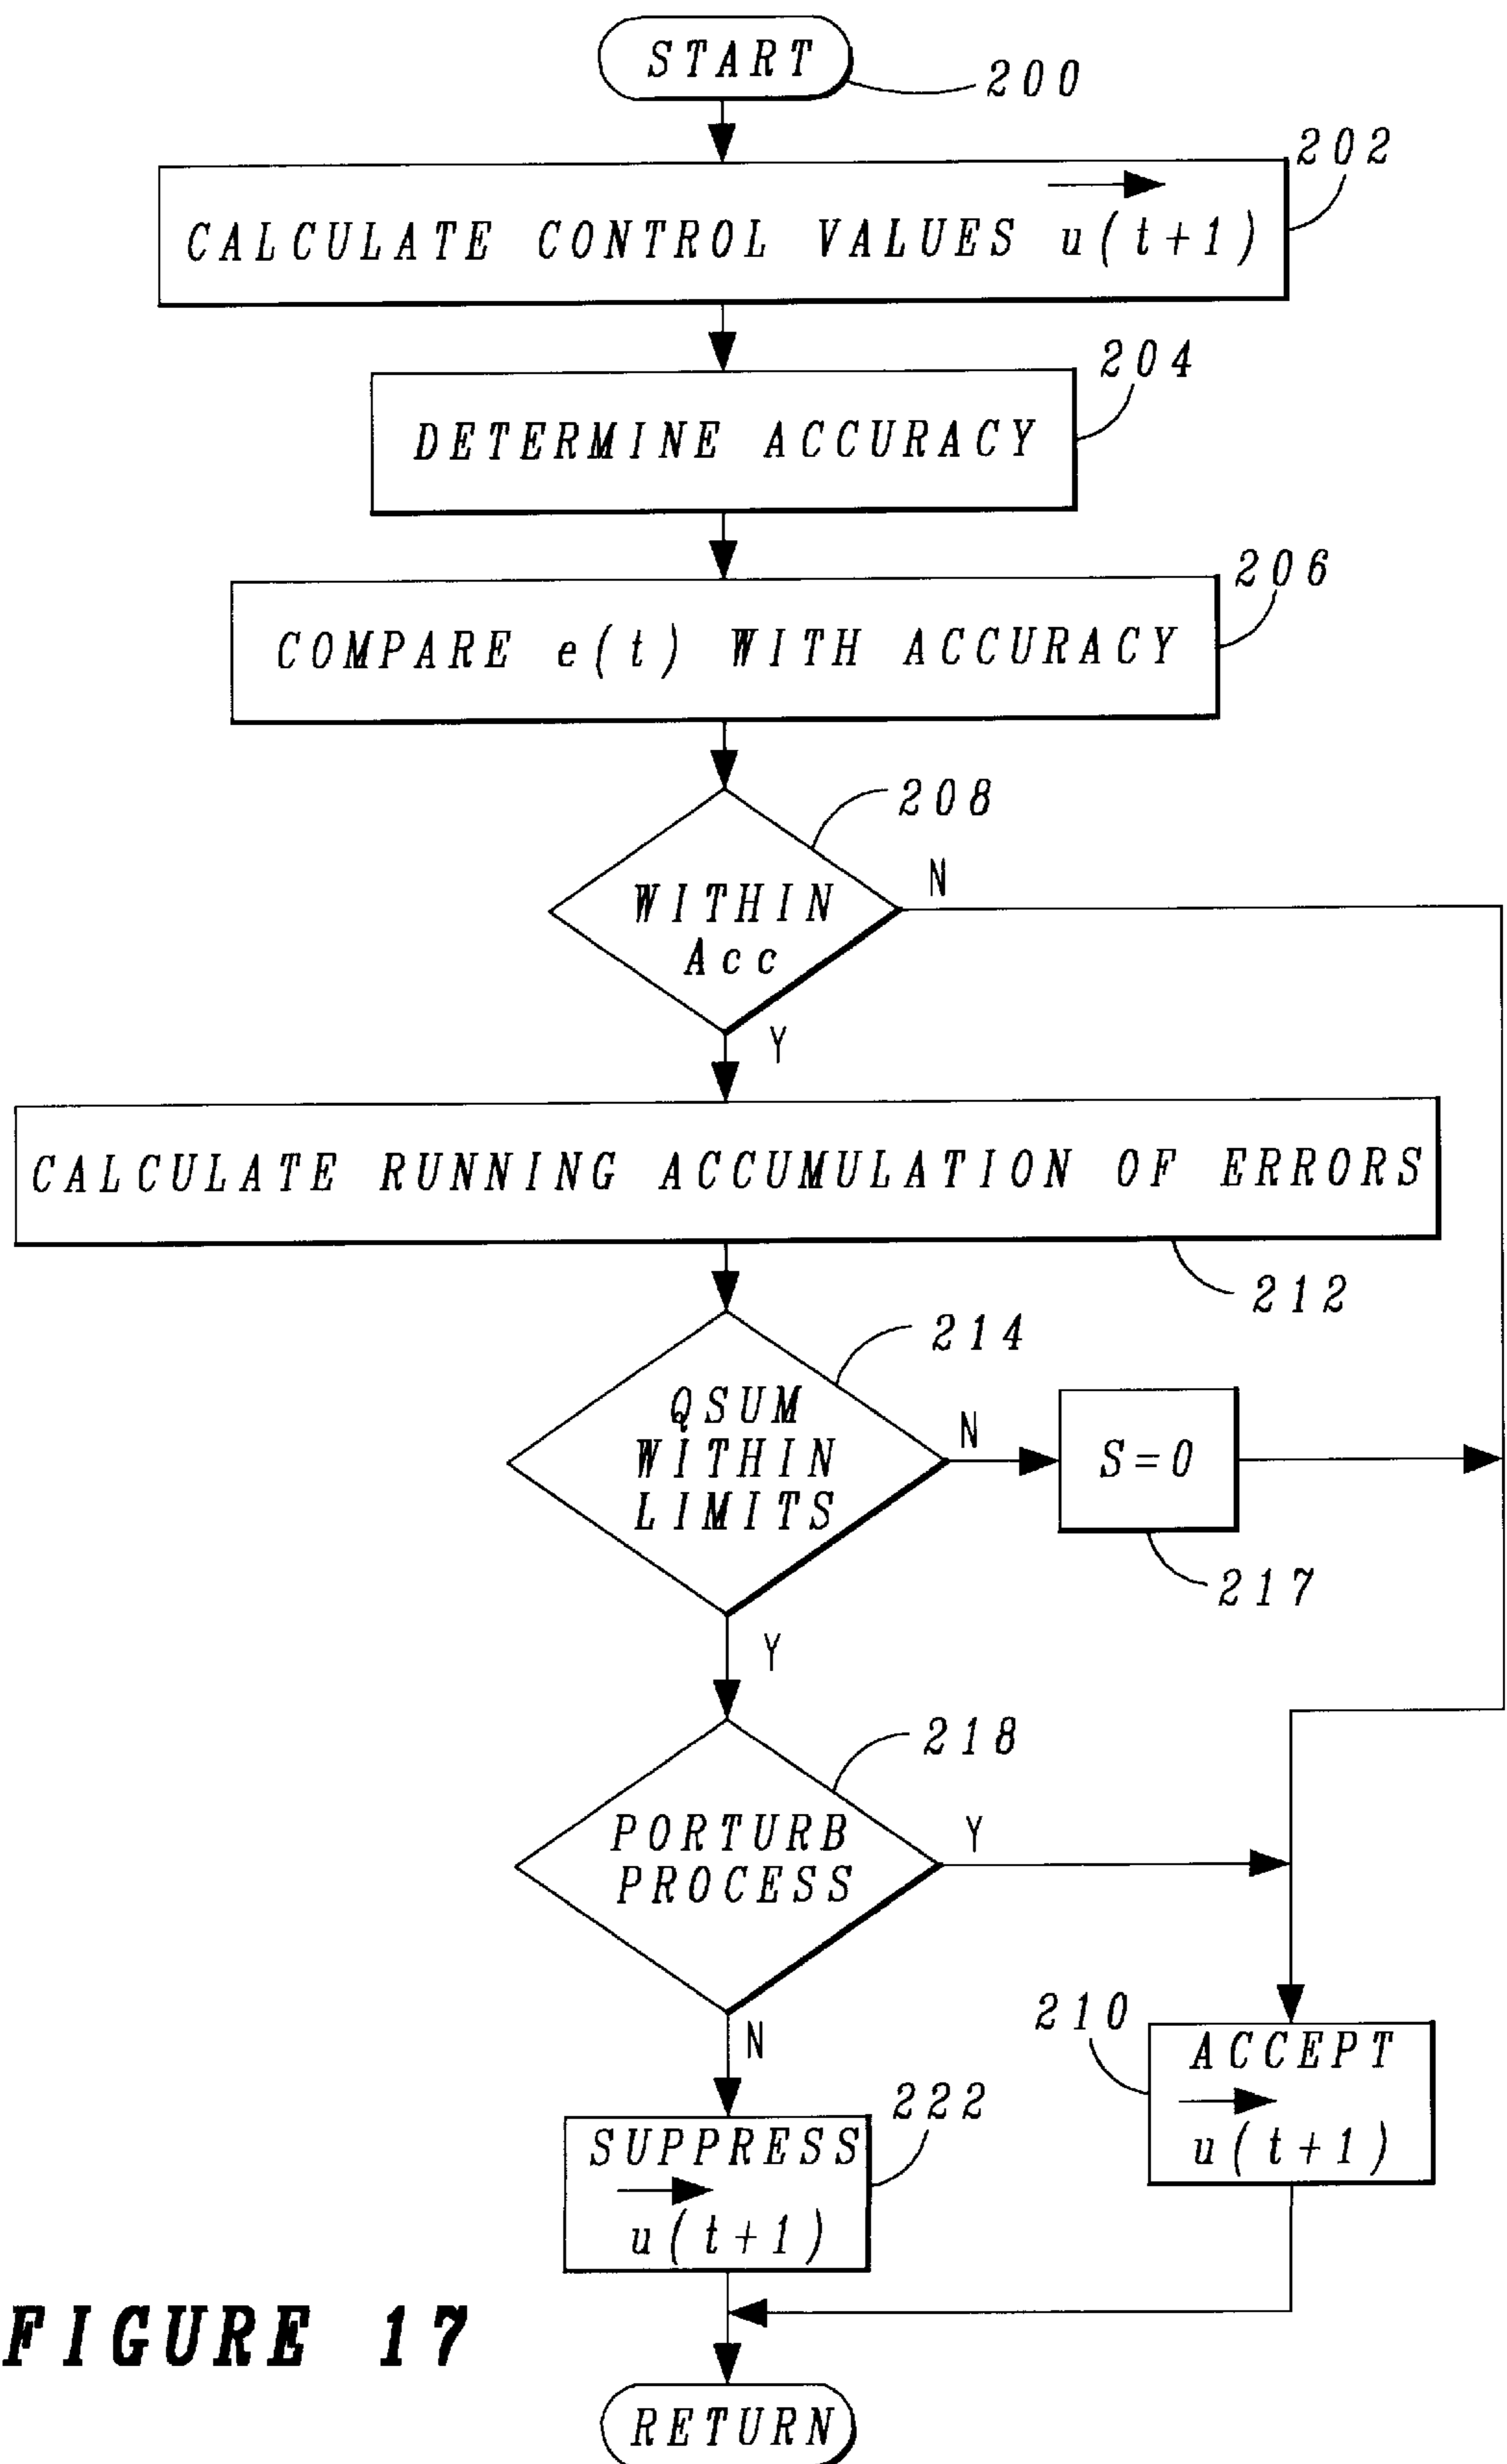 START
200
202
CALCULATE CONTROL VALUES u(t+1)
204
DETERMINE ACCURACY
206
COMPARE e(t) WITH ACCURACY
208
N
WITHIN
Acc
Y
CALCULATE RUNNING ACCUMULATION OF ERRORS
212
214
QSUM
WITHIN
LIMITS
N
S=0
217
Y
218
PORTURB
PROCESS
Y
N
210
ACCEPT
u(t+1)
222
SUPPRESS
u(t+1)
FIGURE 17
RETURN